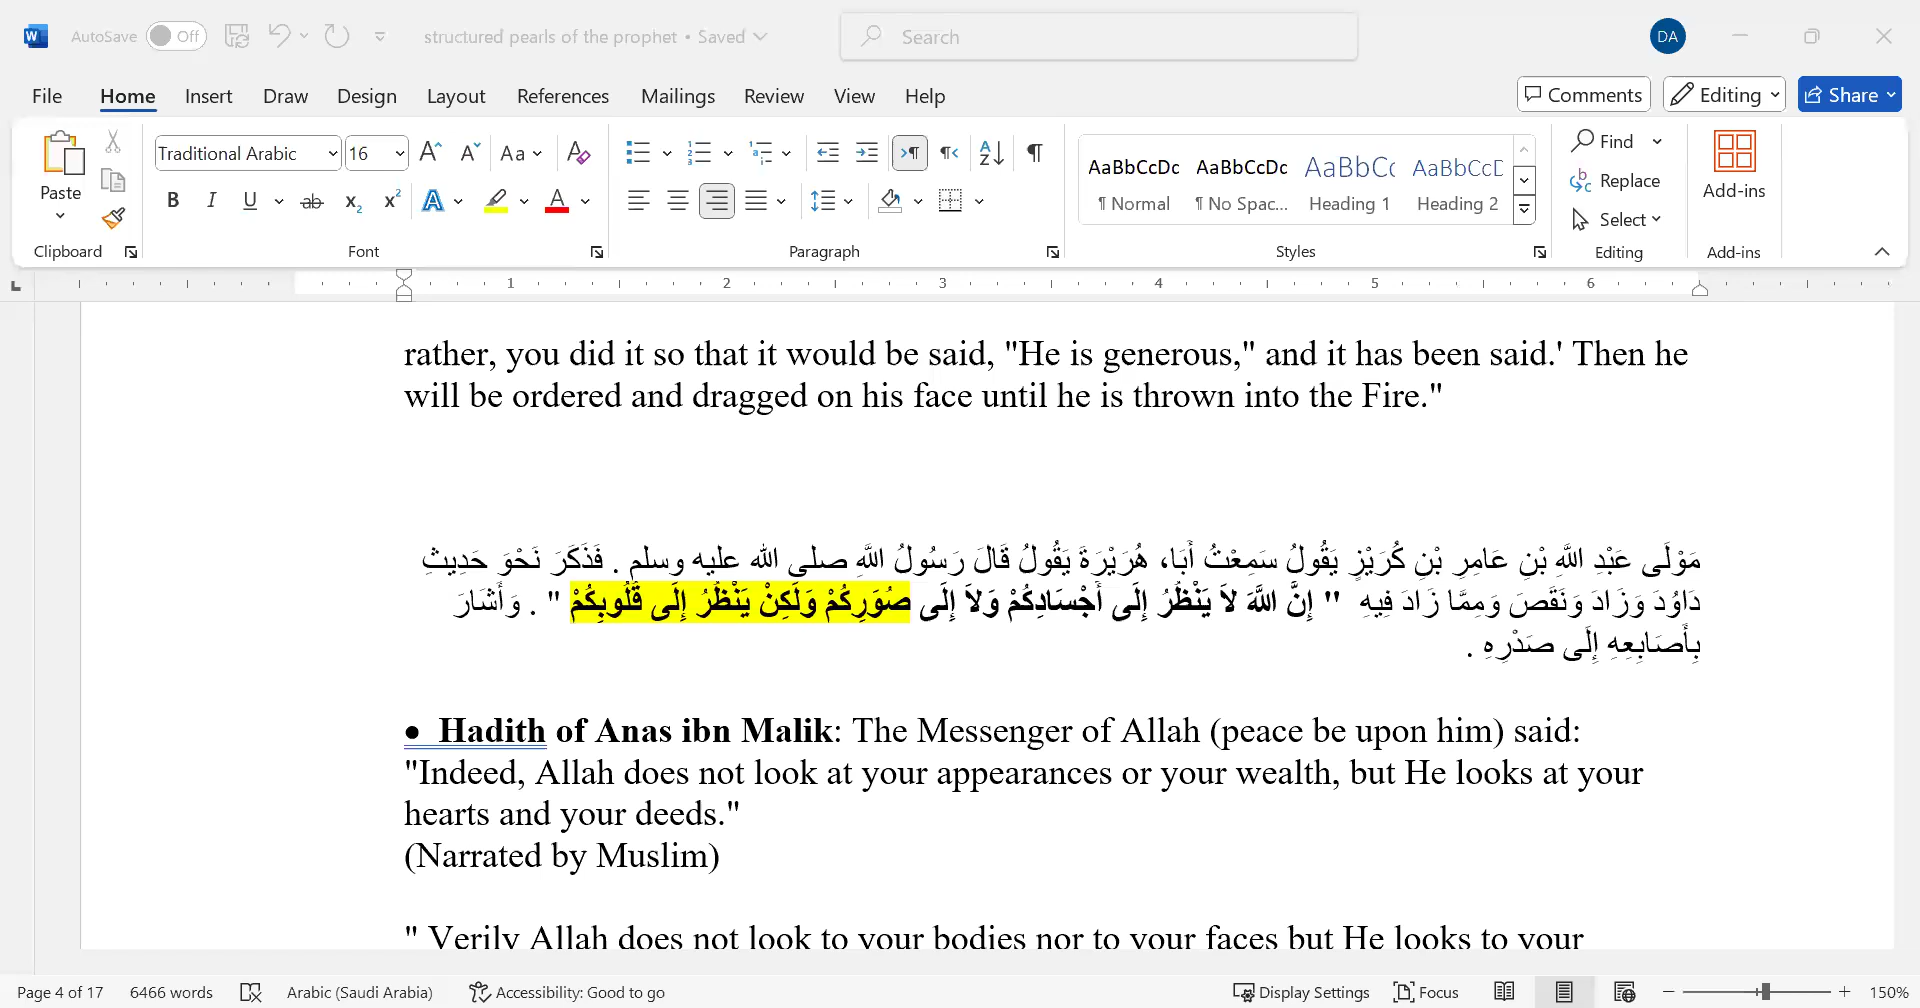 AutoSave Off structured pearls of the prophet • Saved Search DA
File Home Insert Draw Design Layout References Mailings Review View Help Comments Editing Share
Paste
Clipboard
Traditional Arabic 16
Font
Paragraph
AaBbCcDc AaBbCcDc AaBbCc AaBbCcD
¶ Normal ¶ No Spac... Heading 1 Heading 2
Styles
Find
Replace
Select
Editing
Add-ins
Add-ins
1 2 3 4 5 6
rather, you did it so that it would be said, "He is generous," and it has been said.' Then he
will be ordered and dragged on his face until he is thrown into the Fire."
مَوْلَى عَبْدِ اللَّهِ بْنِ عَامِرِ بْنِ كُرَيْزٍ يَقُولُ سَمِعْتُ أَبَا، هُرَيْرَةَ يَقُولُ قَالَ رَسُولُ اللَّهِ صلى الله عليه وسلم . فَذَكَرَ نَحْوَ حَدِيثِ
دَاوُدَ وَزَادَ وَنَقَصَ وَمِمَّا زَادَ فِيهِ " إِنَّ اللَّهَ لاَ يَنْظُرُ إِلَى أَجْسَادِكُمْ وَلاَ إِلَى صُوَرِكُمْ وَلَكِنْ يَنْظُرُ إِلَى قُلُوبِكُمْ " . وَأَشَارَ
بِأَصَابِعِهِ إِلَى صَدْرِهِ .
• Hadith of Anas ibn Malik: The Messenger of Allah (peace be upon him) said:
"Indeed, Allah does not look at your appearances or your wealth, but He looks at your
hearts and your deeds."
(Narrated by Muslim)
" Verily Allah does not look to your bodies nor to your faces but He looks to your
Page 4 of 17 6466 words Arabic (Saudi Arabia) Accessibility: Good to go Display Settings Focus 150%